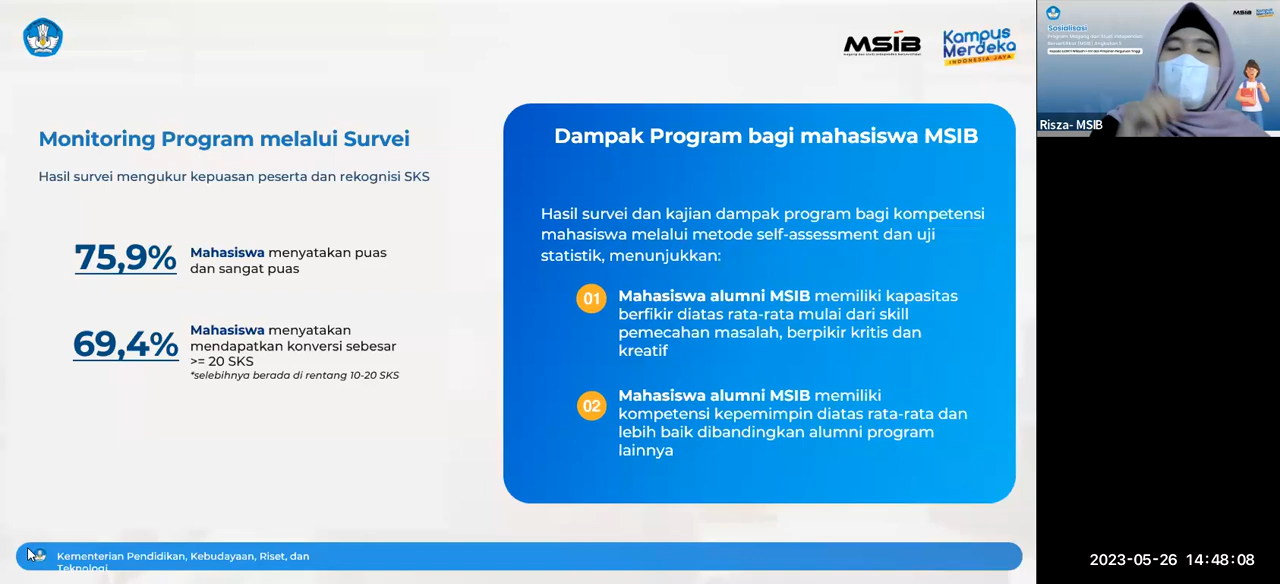 MSIB
Kampus
Merdeka
INDONESIA JAYA
Monitoring Program melalui Survei
Hasil survei mengukur kepuasan peserta dan rekognisi SKS
75,9%
Mahasiswa menyatakan puas
dan sangat puas
69,4%
Mahasiswa menyatakan
mendapatkan konversi sebesar
>= 20 SKS
*selebihnya berada di rentang 10-20 SKS
Dampak Program bagi mahasiswa MSIB
Hasil survei dan kajian dampak program bagi kompetensi
mahasiswa melalui metode self-assessment dan uji
statistik, menunjukkan:
01
Mahasiswa alumni MSIB memiliki kapasitas
berfikir diatas rata-rata mulai dari skill
pemecahan masalah, berpikir kritis dan
kreatif
02
Mahasiswa alumni MSIB memiliki
kompetensi kepemimpin diatas rata-rata dan
lebih baik dibandingkan alumni program
lainnya
Kementerian Pendidikan, Kebudayaan, Riset, dan
Teknologi
Sosialisasi
MSIB
Risza- MSIB
2023-05-26 14:48:08